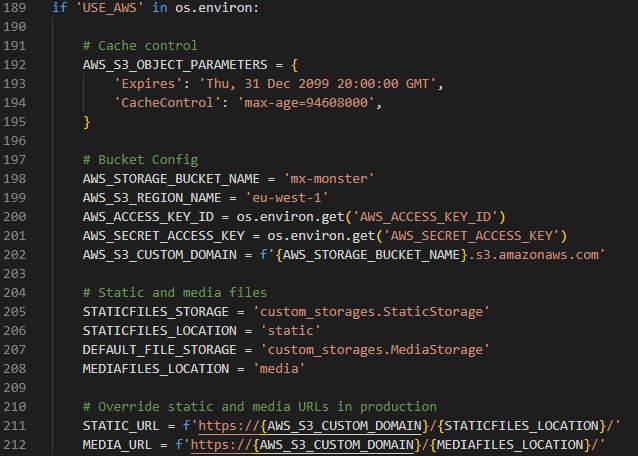 189 if 'USE_AWS' in os.environ:
190
191     # Cache control
192     AWS_S3_OBJECT_PARAMETERS = {
193         'Expires': 'Thu, 31 Dec 2099 20:00:00 GMT',
194         'CacheControl': 'max-age=94608000',
195     }
196
197     # Bucket Config
198     AWS_STORAGE_BUCKET_NAME = 'mx-monster'
199     AWS_S3_REGION_NAME = 'eu-west-1'
200     AWS_ACCESS_KEY_ID = os.environ.get('AWS_ACCESS_KEY_ID')
201     AWS_SECRET_ACCESS_KEY = os.environ.get('AWS_SECRET_ACCESS_KEY')
202     AWS_S3_CUSTOM_DOMAIN = f'{AWS_STORAGE_BUCKET_NAME}.s3.amazonaws.com'
203
204     # Static and media files
205     STATICFILES_STORAGE = 'custom_storages.StaticStorage'
206     STATICFILES_LOCATION = 'static'
207     DEFAULT_FILE_STORAGE = 'custom_storages.MediaStorage'
208     MEDIAFILES_LOCATION = 'media'
209
210     # Override static and media URLs in production
211     STATIC_URL = f'https://{AWS_S3_CUSTOM_DOMAIN}/{STATICFILES_LOCATION}/'
212     MEDIA_URL = f'https://{AWS_S3_CUSTOM_DOMAIN}/{MEDIAFILES_LOCATION}/'